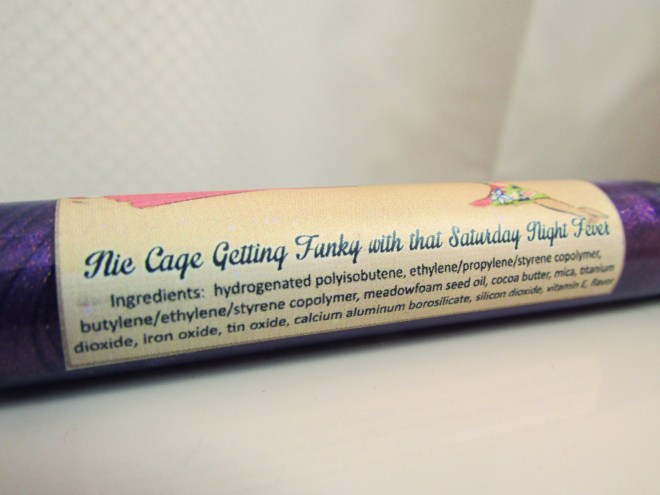 Nic Cage Getting Funky with that Saturday Night Fever
Ingredients: hydrogenated polyisobutene, ethylene/propylene/styrene copolymer,
butylene/ethylene/styrene copolymer, meadowfoam seed oil, cocoa butter, mica, titanium
dioxide, iron oxide, tin oxide, calcium aluminum borosilicate, silicon dioxide, vitamin E, flavor